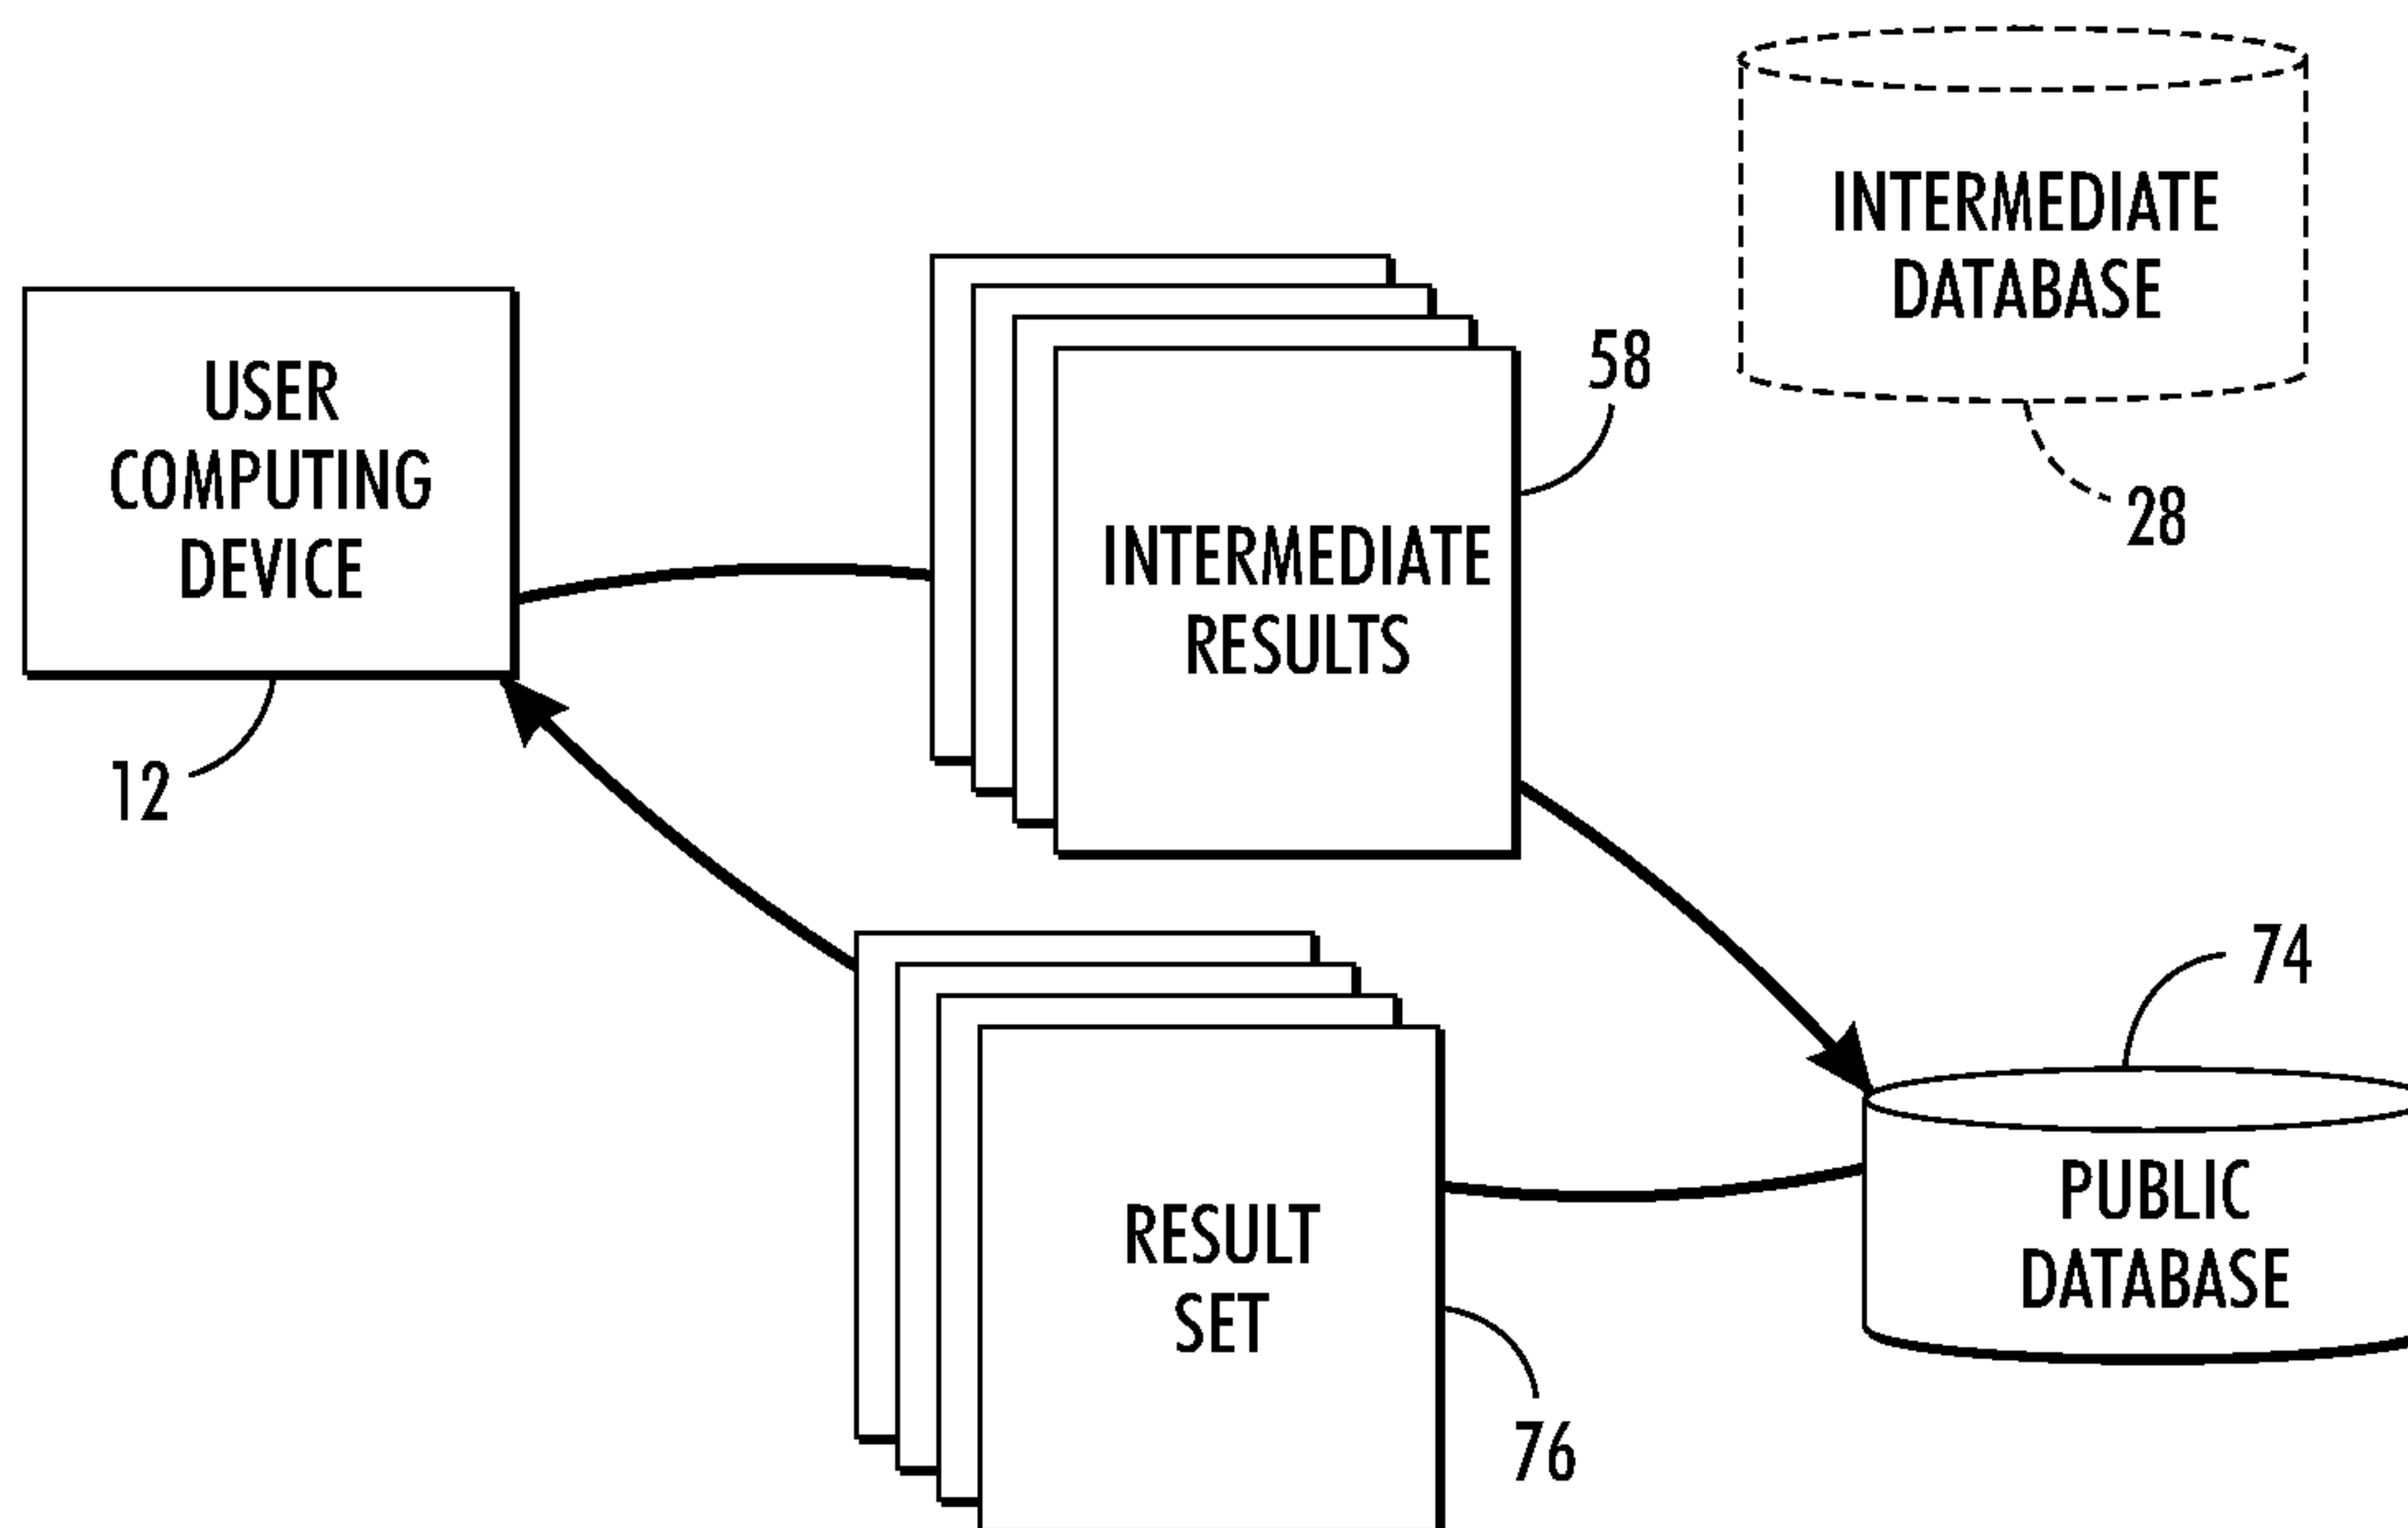 INTERMEDIATE
DATABASE
28
USER
COMPUTING
DEVICE
12
INTERMEDIATE
RESULTS
58
RESULT
SET
76
PUBLIC
DATABASE
74